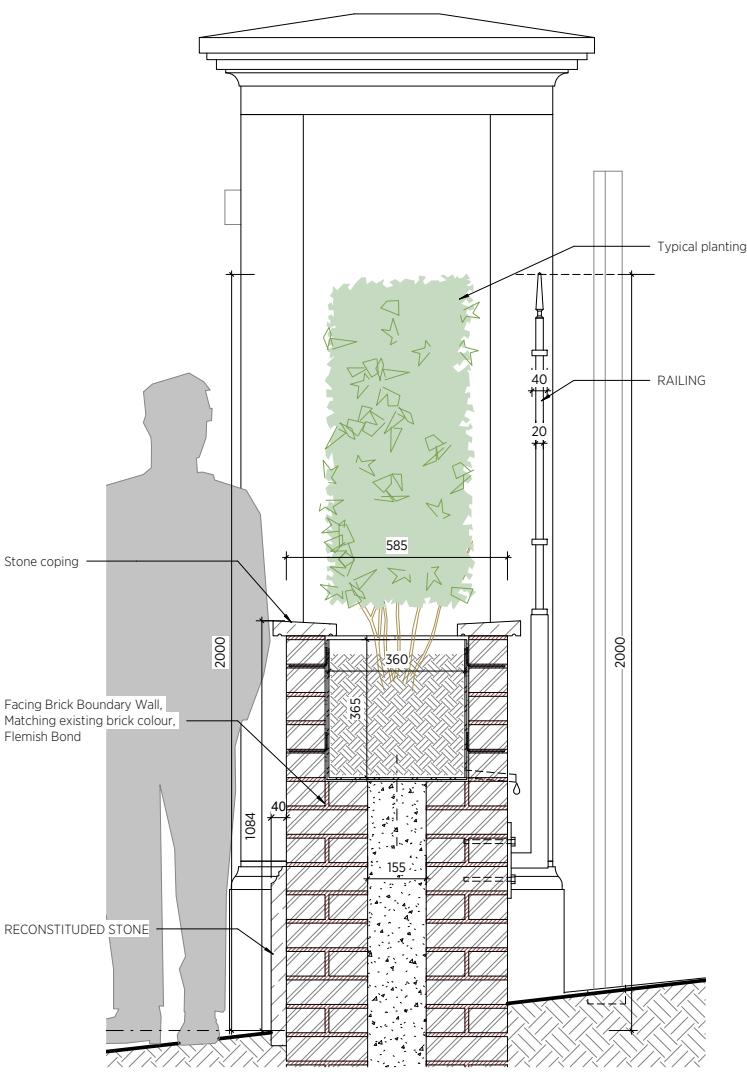 Typical planting
RAILING
40
20
585
Stone coping
2000
360
2000
365
Facing Brick Boundary Wall,
Matching existing brick colour,
Flemish Bond
40
1084
155
RECONSTITUDED STONE